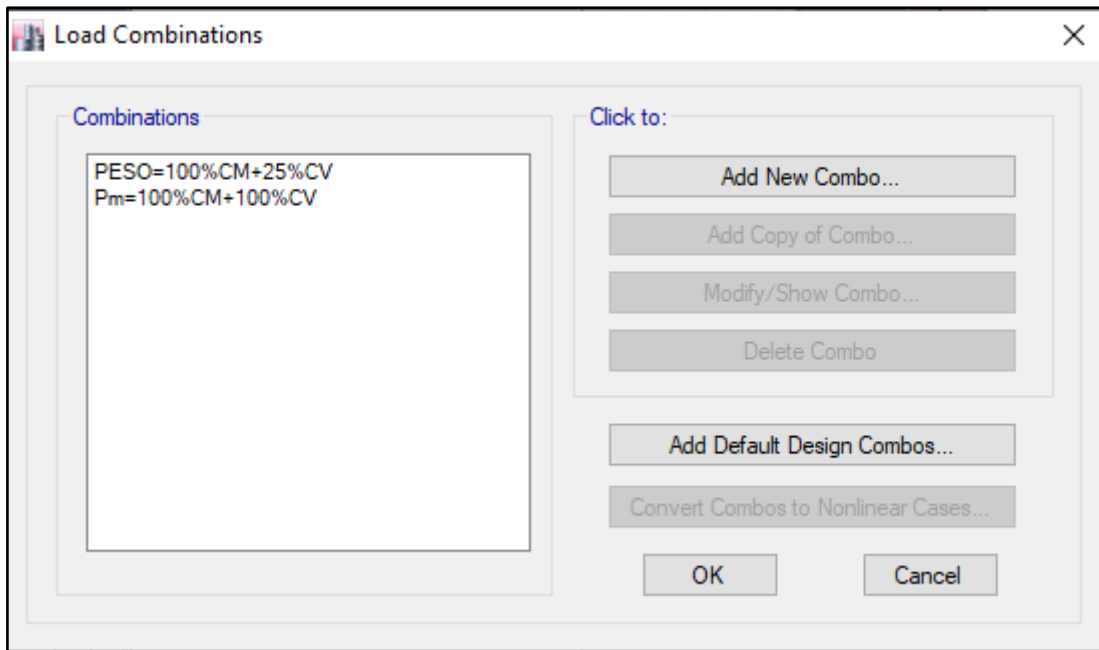 Load Combinations
Combinations
PESO=100%CM+25%CV
Pm=100%CM+100%CV
Click to:
Add New Combo...
Add Copy of Combo...
Modify/Show Combo...
Delete Combo
Add Default Design Combos...
Convert Combos to Nonlinear Cases...
OK
Cancel